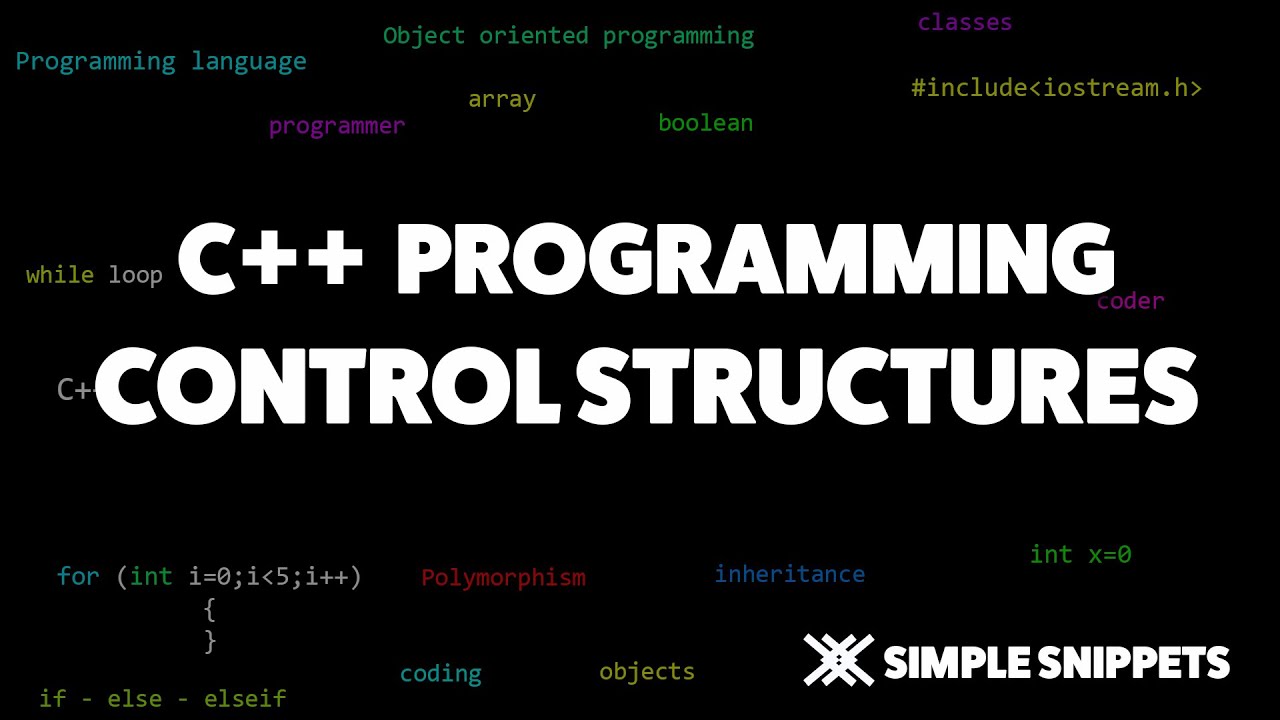 classes
Object oriented programming
Programming language
#include<iostream.h>
array
programmer
boolean
while loop
C++ PROGRAMMING
coder
C+
CONTROL STRUCTURES
int x=0
for (int i=0;i<5;i++)
{
}
Polymorphism
inheritance
SIMPLE SNIPPETS
coding
objects
if - else - elseif